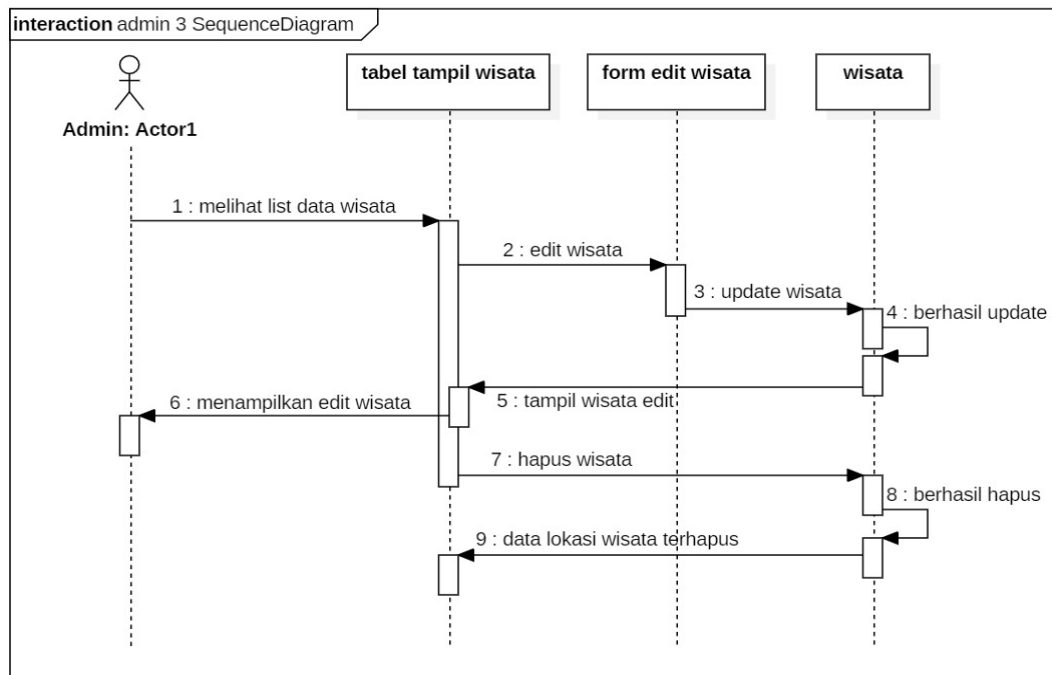 interaction admin 3 SequenceDiagram
tabel tampil wisata
form edit wisata
wisata
Admin: Actor1
1 : melihat list data wisata
2 : edit wisata
3 : update wisata
4 : berhasil update
5 : tampil wisata edit
6 : menampilkan edit wisata
7 : hapus wisata
8 : berhasil hapus
9 : data lokasi wisata terhapus